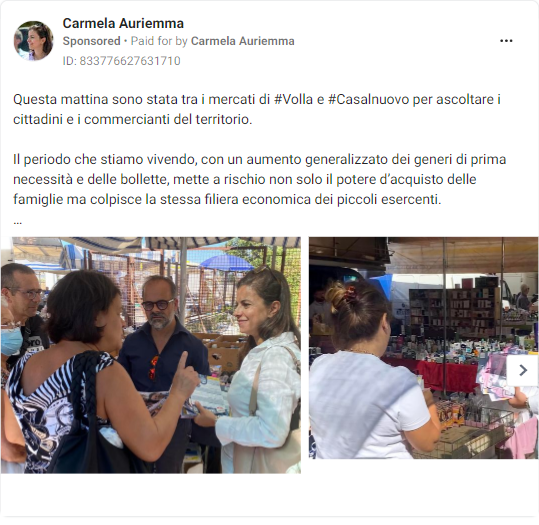 Carmela Auriemma
Sponsored • Paid for by Carmela Auriemma
ID: 833776627631710
Questa mattina sono stata tra i mercati di #Volla e #Casalnuovo per ascoltare i
cittadini e i commercianti del territorio.
Il periodo che stiamo vivendo, con un aumento generalizzato dei generi di prima
necessità e delle bollette, mette a rischio non solo il potere d’acquisto delle
famiglie ma colpisce la stessa filiera economica dei piccoli esercenti.
...